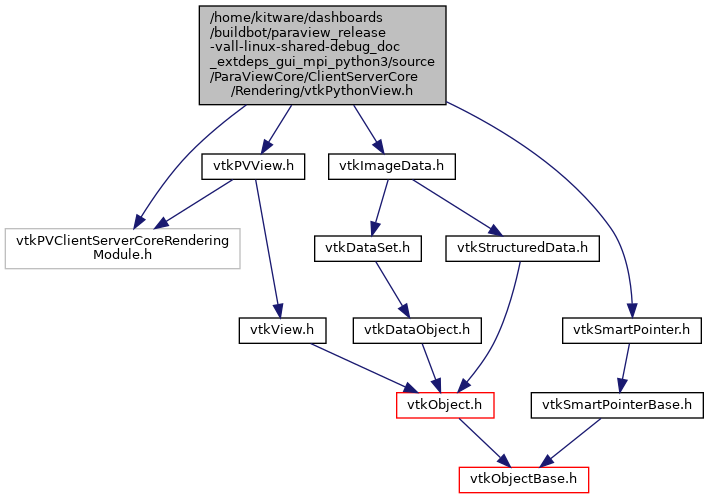 /home/kitware/dashboards
/buildbot/paraview_release
-vall-linux-shared-debug_doc
_extdeps_gui_mpi_python3/source
/ParaViewCore/ClientServerCore
/Rendering/vtkPythonView.h
vtkPVView.h
vtkImageData.h
vtkPVClientServerCoreRendering
Module.h
vtkDataSet.h
vtkStructuredData.h
vtkView.h
vtkDataObject.h
vtkSmartPointer.h
vtkObject.h
vtkSmartPointerBase.h
vtkObjectBase.h